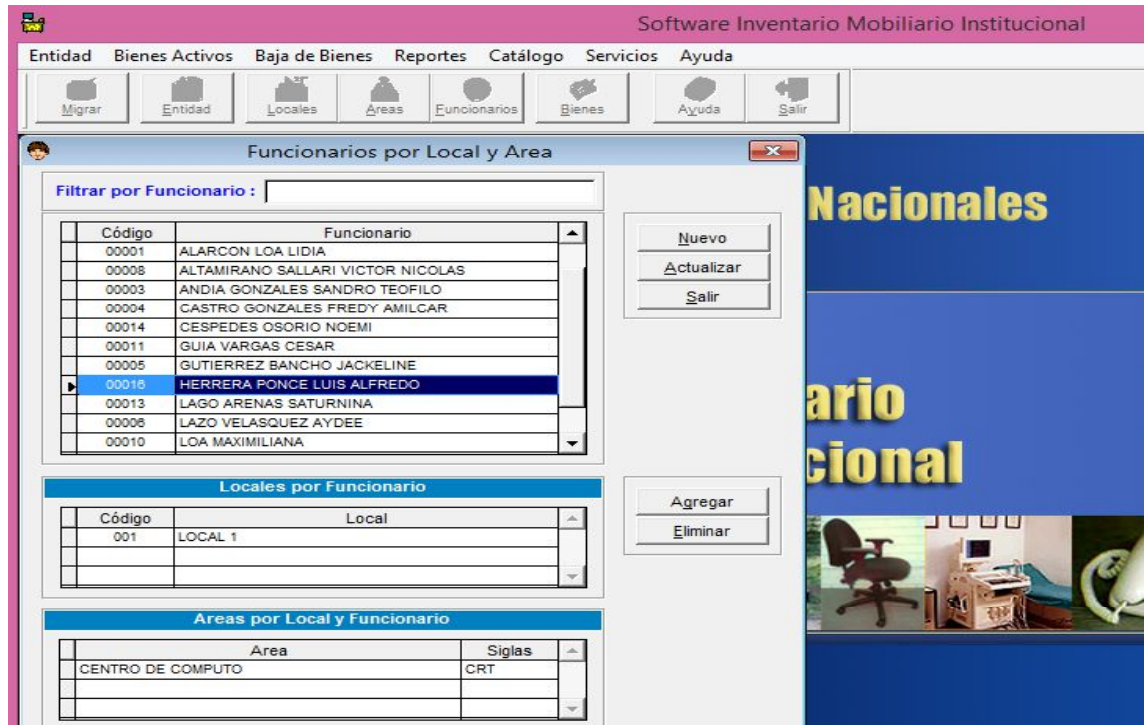 Software Inventario Mobiliario Institucional
Entidad Bienes Activos Baja de Bienes Reportes Catálogo Servicios Ayuda
Migrar Entidad Locales Areas Funcionarios Bienes Ayuda Salir
Funcionarios por Local y Area
Filtrar por Funcionario :
Código Funcionario
00001 ALARCON LOA LIDIA
00008 ALTAMIRANO SALLARI VICTOR NICOLAS
00003 ANDIA GONZALES SANDRO TEOFILO
00004 CASTRO GONZALES FREDY AMILCAR
00014 CESPEDES OSORIO NOEMI
00011 GUIA VARGAS CESAR
00005 GUTIERREZ BANCHO JACKELINE
00016 HERRERA PONCE LUIS ALFREDO
00013 LAGO ARENAS SATURNINA
00006 LAZO VELASQUEZ AYDEE
00010 LOA MAXIMILIANA
Nuevo
Actualizar
Salir
Locales por Funcionario
Código Local
001 LOCAL 1
Agregar
Eliminar
Areas por Local y Funcionario
Area Siglas
CENTRO DE COMPUTO CRT
Nacionales
ario
cional